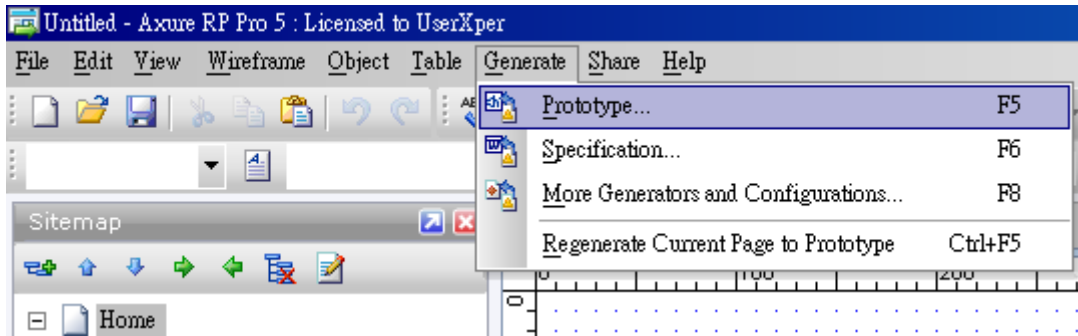 Untitled - Axure RP Pro 5 : Licensed to UserXper
File Edit View Wireframe Object Table Generate Share Help
Prototype... F5
Specification... F6
More Generators and Configurations... F8
Regenerate Current Page to Prototype Ctrl+F5
Sitemap
0 100 200
0
Home